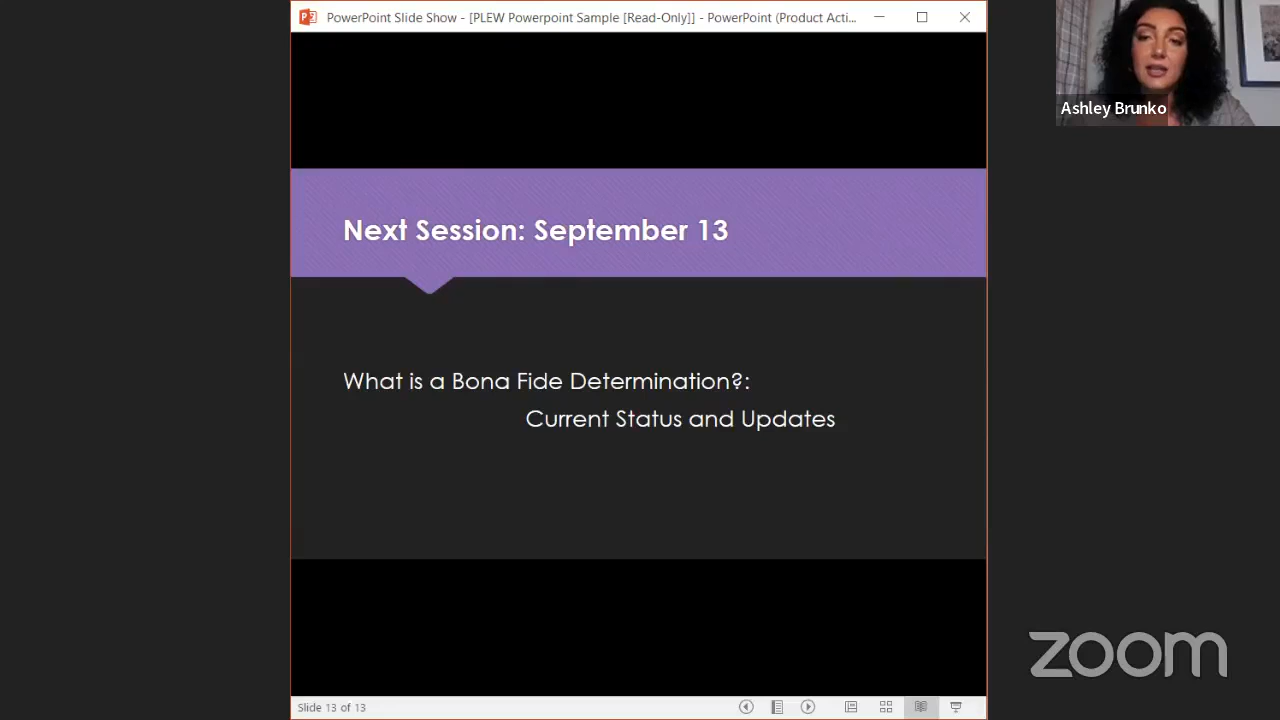 PowerPoint Slide Show - [PLEW Powerpoint Sample [Read-Only]] - PowerPoint (Product Acti...
Ashley Brunko
Next Session: September 13
What is a Bona Fide Determination?:
Current Status and Updates
zoom
Slide 13 of 13